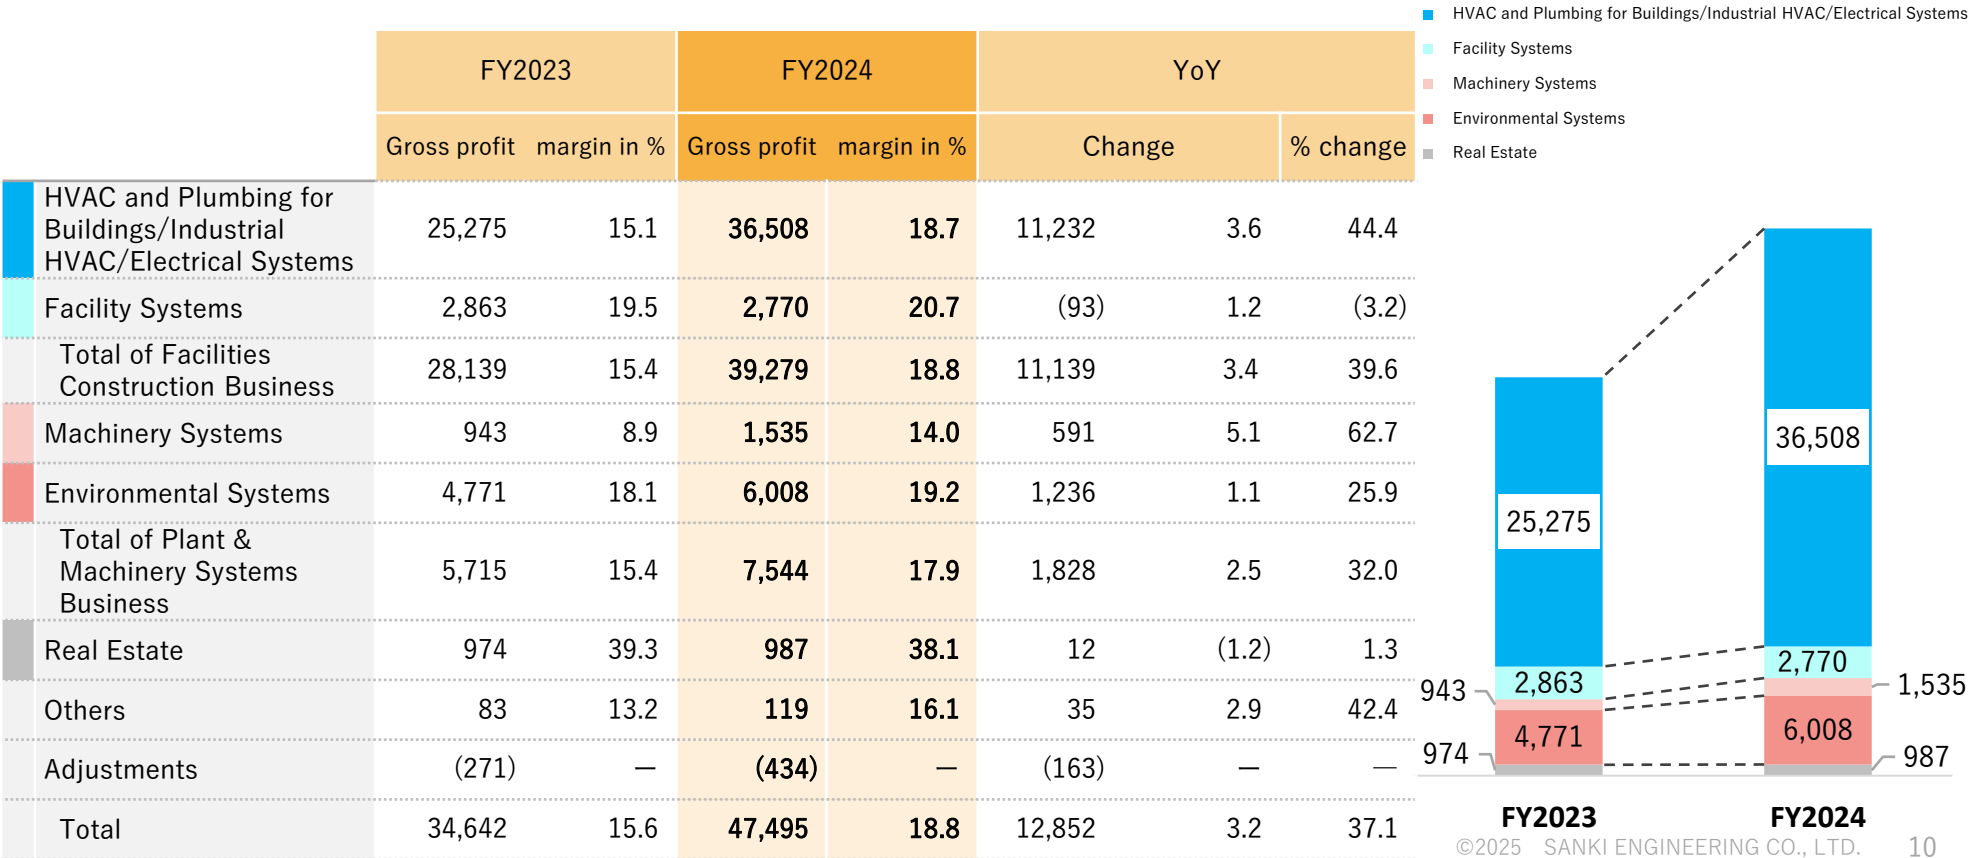 HVAC and Plumbing for Buildings/Industrial HVAC/Electrical Systems
Facility Systems
Machinery Systems
Environmental Systems
Real Estate
FY2023 FY2024 YoY
Gross profit margin in % Gross profit margin in % Change % change
HVAC and Plumbing for
Buildings/Industrial
HVAC/Electrical Systems
25,275 15.1 36,508 18.7 11,232 3.6 44.4
Facility Systems 2,863 19.5 2,770 20.7 (93) 1.2 (3.2)
Total of Facilities
Construction Business
28,139 15.4 39,279 18.8 11,139 3.4 39.6
Machinery Systems 943 8.9 1,535 14.0 591 5.1 62.7
Environmental Systems 4,771 18.1 6,008 19.2 1,236 1.1 25.9
Total of Plant &
Machinery Systems
Business
5,715 15.4 7,544 17.9 1,828 2.5 32.0
Real Estate 974 39.3 987 38.1 12 (1.2) 1.3
Others 83 13.2 119 16.1 35 2.9 42.4
Adjustments (271) — (434) — (163) — —
Total 34,642 15.6 47,495 18.8 12,852 3.2 37.1
36,508
25,275
2,770
2,863
943
1,535
4,771
6,008
974
987
FY2023 FY2024
©2025 SANKI ENGINEERING CO., LTD. 10